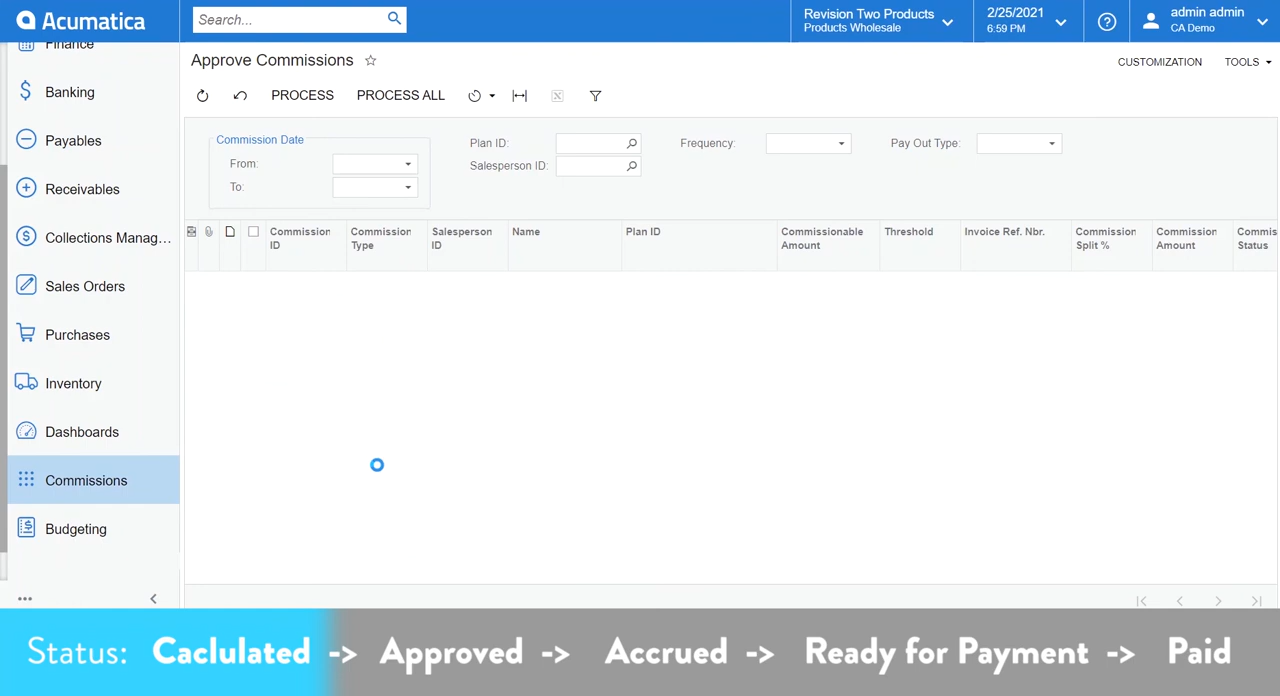 Acumatica
Search...
Revision Two Products
Products Wholesale
2/25/2021
6:59 PM
admin admin
CA Demo
Finance
Banking
Payables
Receivables
Collections Manag...
Sales Orders
Purchases
Inventory
Dashboards
Commissions
Budgeting
Approve Commissions
CUSTOMIZATION
TOOLS
PROCESS
PROCESS ALL
Commission Date
From:
To:
Plan ID:
Salesperson ID:
Frequency:
Pay Out Type:
Commission
ID
Commission
Type
Salesperson
ID
Name
Plan ID
Commissionable
Amount
Threshold
Invoice Ref. Nbr.
Commission
Split %
Commission
Amount
Commis
Status
Status: Caclulated -> Approved -> Accrued -> Ready for Payment -> Paid